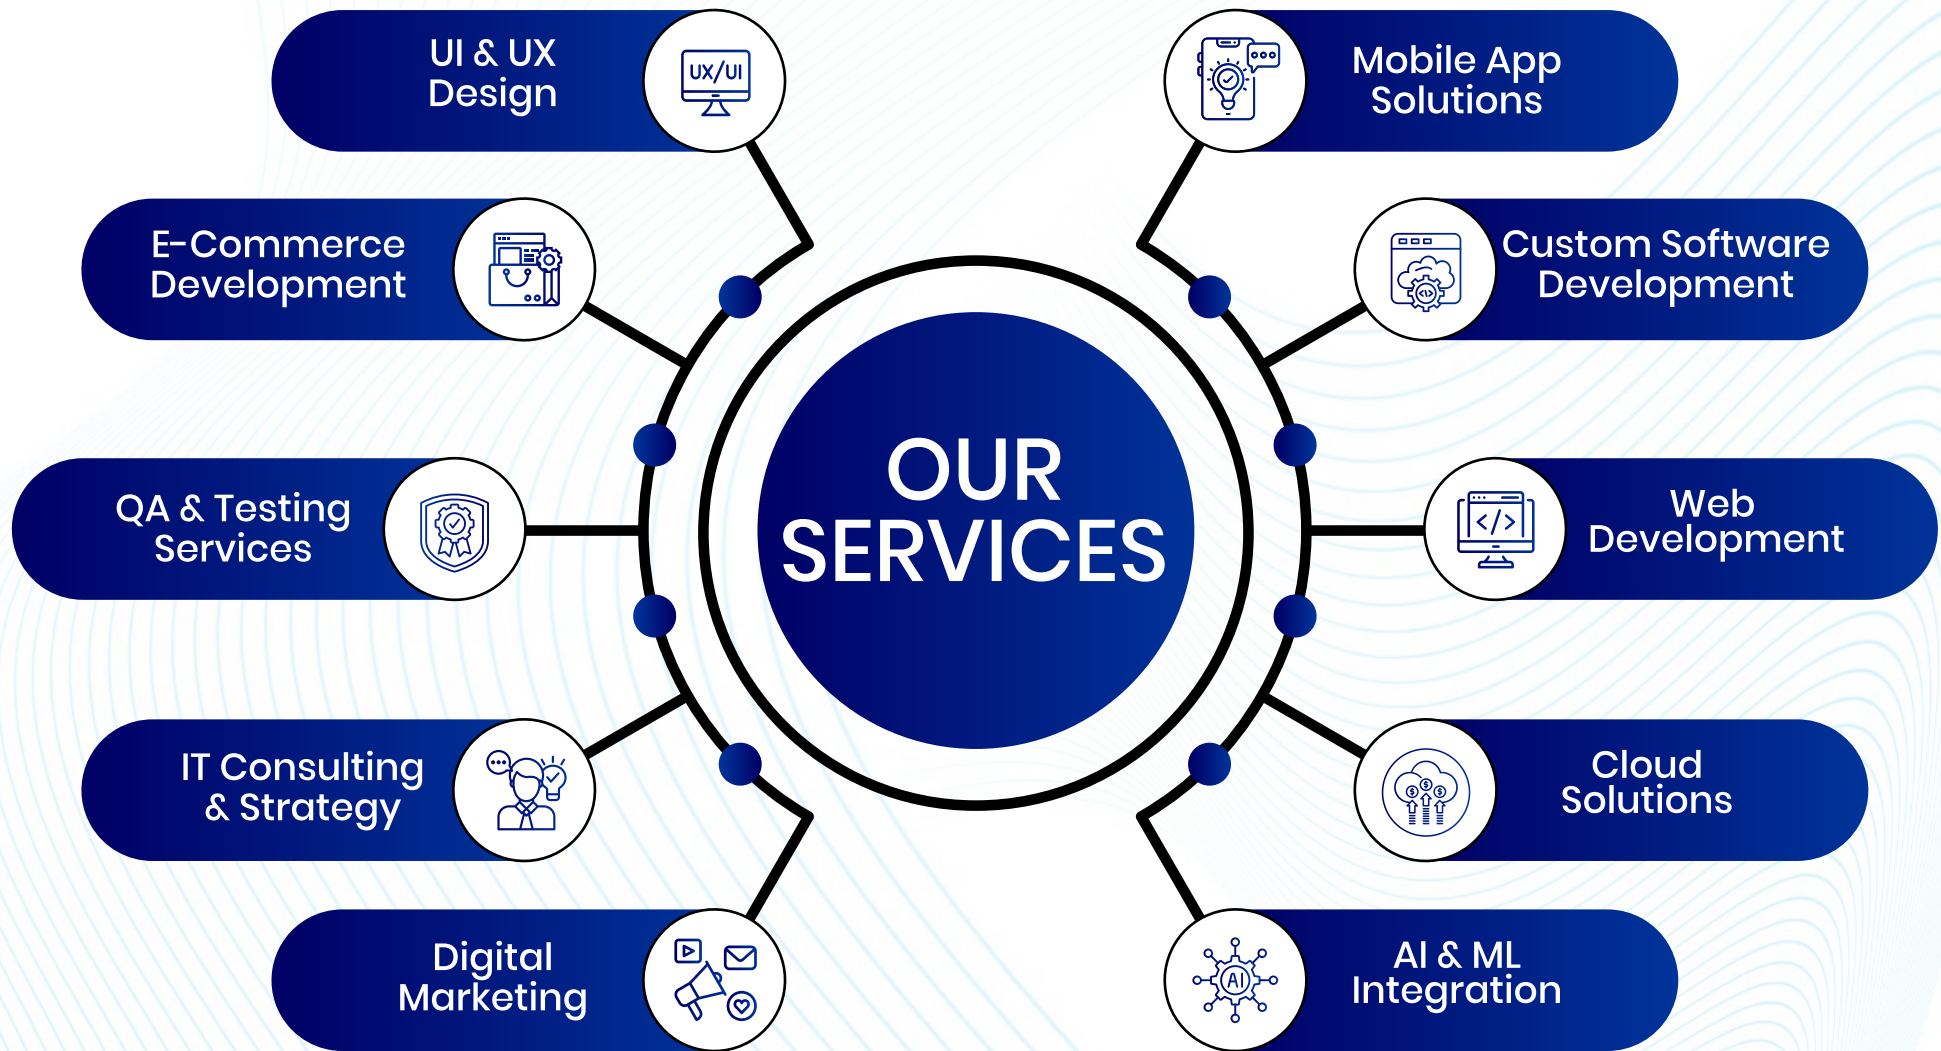 UI & UX
Design
UX/UI
Mobile App
Solutions
E-Commerce
Development
Custom Software
Development
OUR
SERVICES
QA & Testing
Services
Web
Development
</>
IT Consulting
& Strategy
Cloud
Solutions
$ $ $
Digital
Marketing
AI & ML
Integration
AI